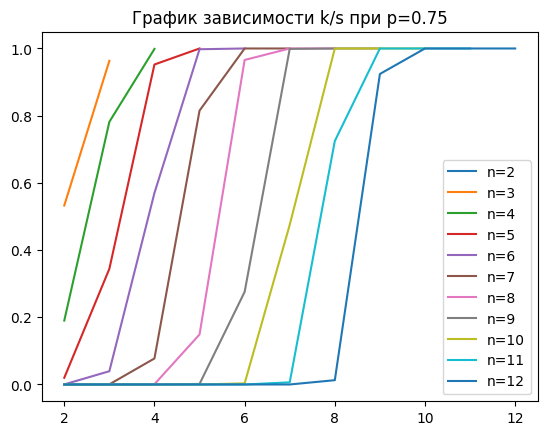 График зависимости k/s при p=0.75
1.0
0.8
0.6
0.4
0.2
0.0
2
4
6
8
10
12
n=2
n=3
n=4
n=5
n=6
n=7
n=8
n=9
n=10
n=11
n=12